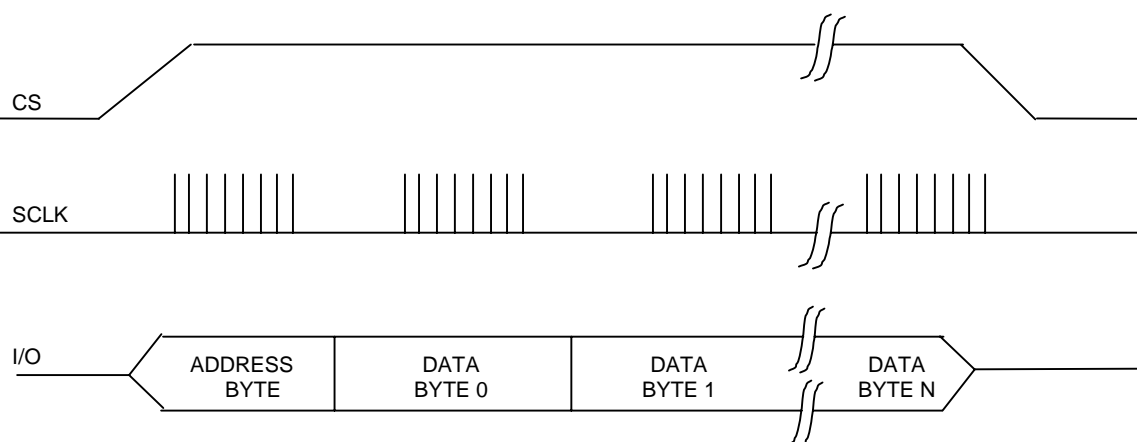 CS
SCLK
I/O
ADDRESS
BYTE
DATA
BYTE 0
DATA
BYTE 1
DATA
BYTE N